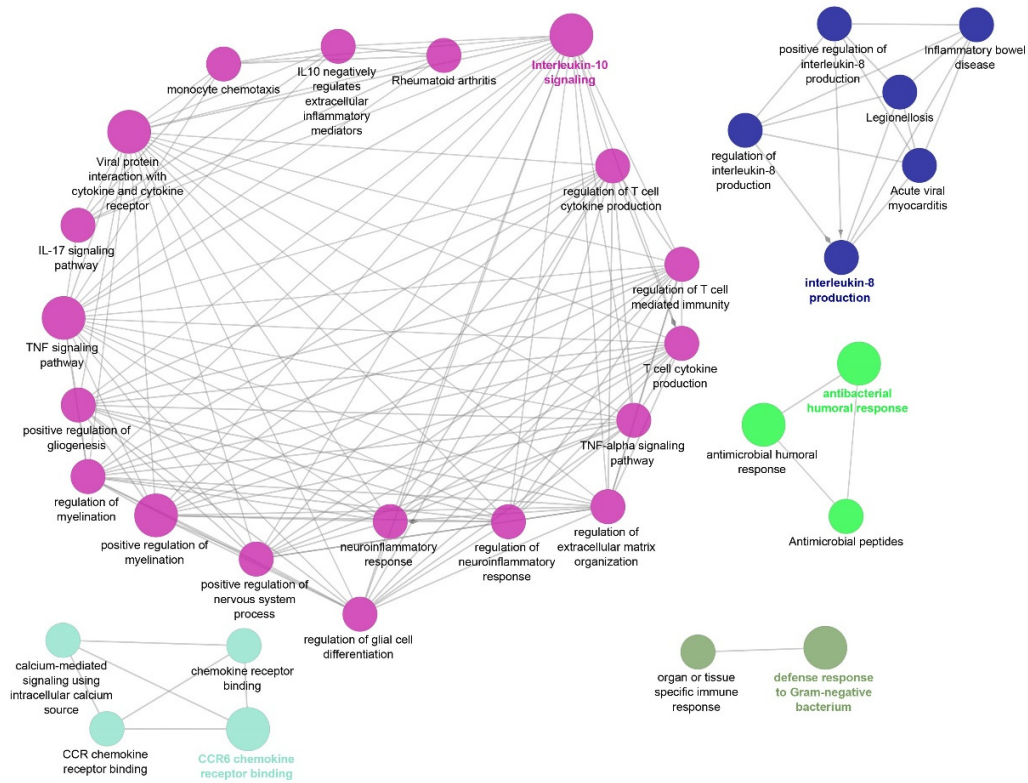 monocyte chemotaxis
IL10 negatively
regulates
extracellular
inflammatory
mediators
Rheumatoid arthritis
Interleukin-10
signaling
Viral protein
interaction with
cytokine and cytokine
receptor
regulation of T cell
cytokine production
IL-17 signaling
pathway
regulation of T cell
mediated immunity
TNF signaling
pathway
T cell cytokine
production
positive regulation of
gliogenesis
TNF-alpha signaling
pathway
regulation of
myelination
positive regulation of
myelination
neuroinflammatory
response
regulation of
neuroinflammatory
response
regulation of
extracellular matrix
organization
positive regulation of
nervous system
process
regulation of glial cell
differentiation
positive regulation of
interleukin-8
production
Inflammatory bowel
disease
Legionellosis
regulation of
interleukin-8
production
Acute viral
myocarditis
interleukin-8
production
antibacterial
humoral response
antimicrobial humoral
response
Antimicrobial peptides
calcium-mediated
signaling using
intracellular calcium
source
chemokine receptor
binding
CCR chemokine
receptor binding
CCR6 chemokine
receptor binding
organ or tissue
specific immune
response
defense response
to Gram-negative
bacterium